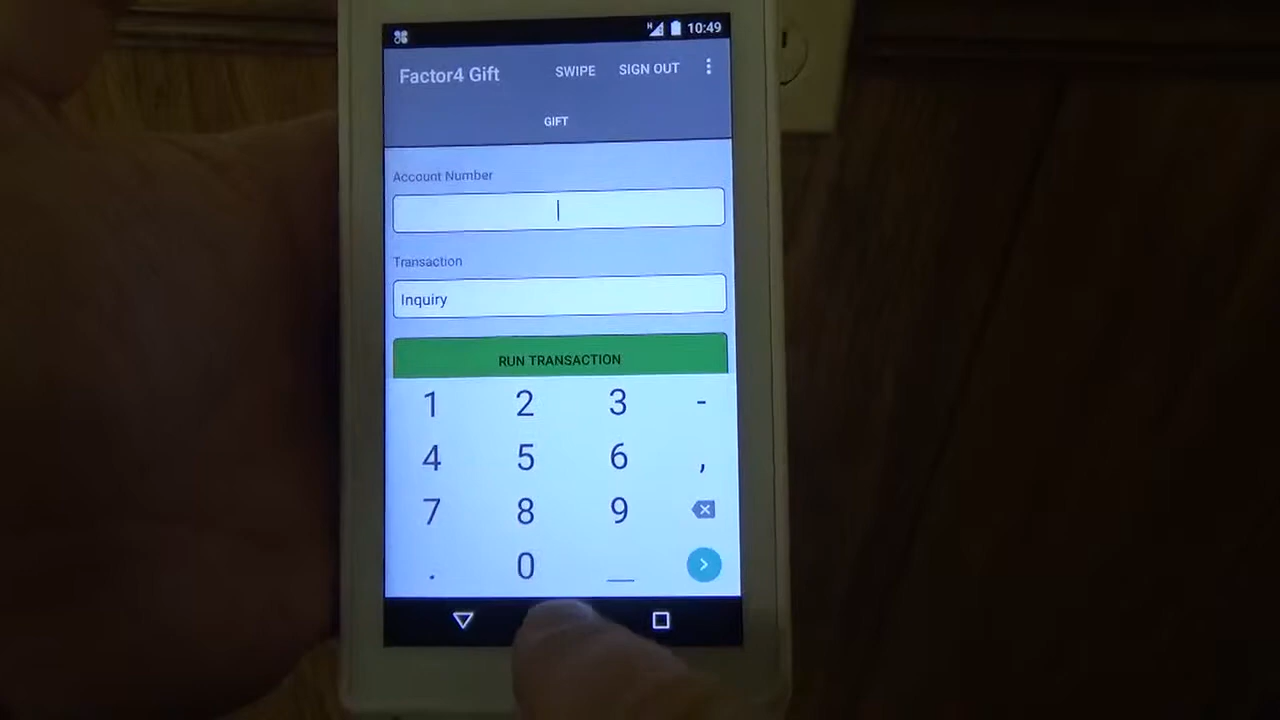 H 10:49
Factor4 Gift SWIPE SIGN OUT
GIFT
Account Number
Transaction
Inquiry
RUN TRANSACTION
1 2 3 -
4 5 6 ,
7 8 9
. 0 _